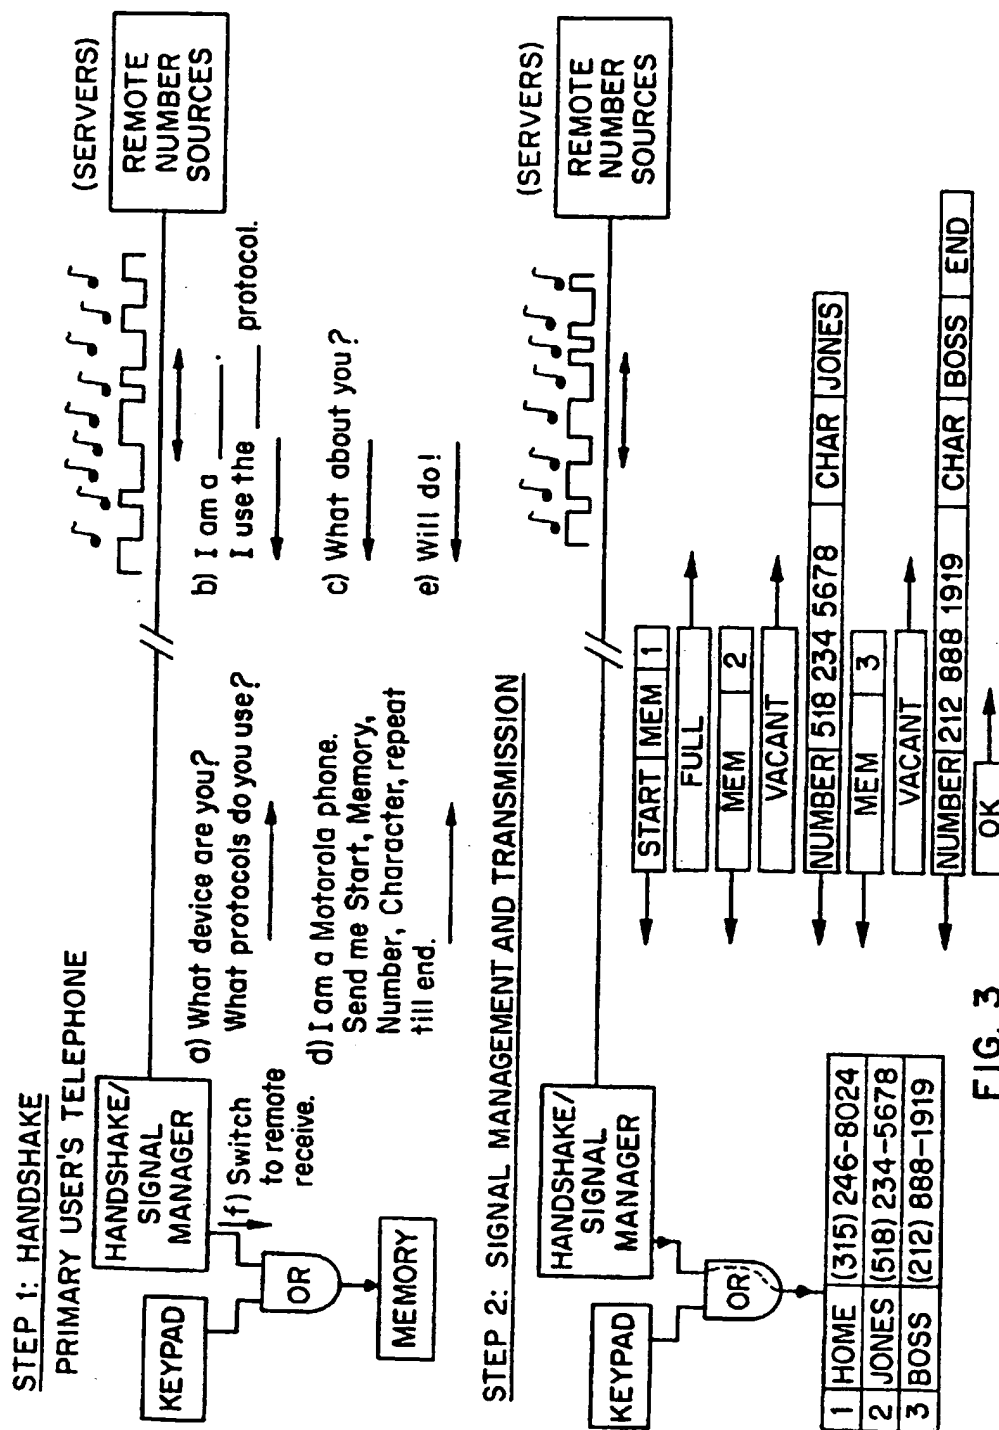 STEP 1: HANDSHAKE
PRIMARY USER'S TELEPHONE
(SERVERS)
KEYPAD
HANDSHAKE/
SIGNAL
MANAGER
REMOTE
NUMBER
SOURCES
OR
MEMORY
f) Switch
to remote
receive.
a) What device are you?
What protocols do you use?
b) I am a ______.
I use the ______ protocol.
c) What about you?
d) I am a Motorola phone.
Send me Start, Memory,
Number, Character, repeat
till end.
e) Will do!
STEP 2: SIGNAL MANAGEMENT AND TRANSMISSION
(SERVERS)
KEYPAD
HANDSHAKE/
SIGNAL
MANAGER
REMOTE
NUMBER
SOURCES
OR
START MEM 1
FULL
MEM 2
VACANT
NUMBER 518 234 5678 CHAR JONES
MEM 3
VACANT
NUMBER 212 888 1919 CHAR BOSS END
OK
1 HOME (315) 246-8024
2 JONES (518) 234-5678
3 BOSS (212) 888-1919
FIG. 3